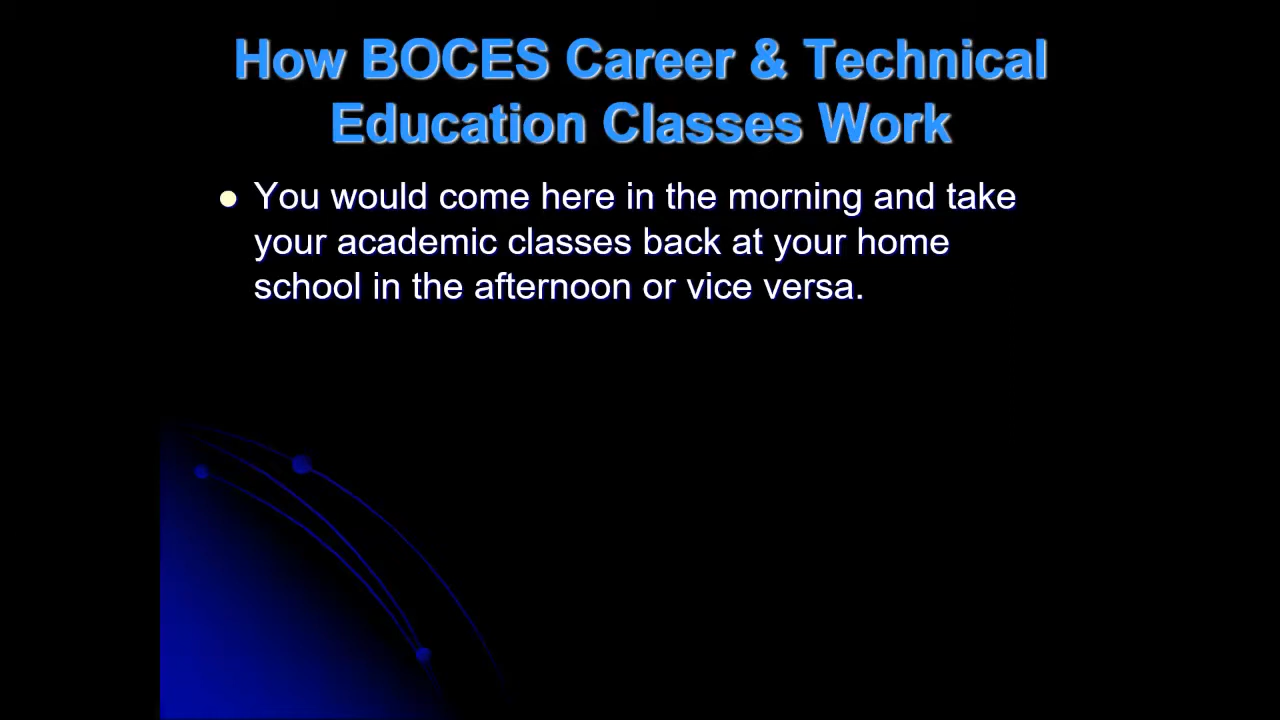 How BOCES Career & Technical
Education Classes Work
You would come here in the morning and take
your academic classes back at your home
school in the afternoon or vice versa.